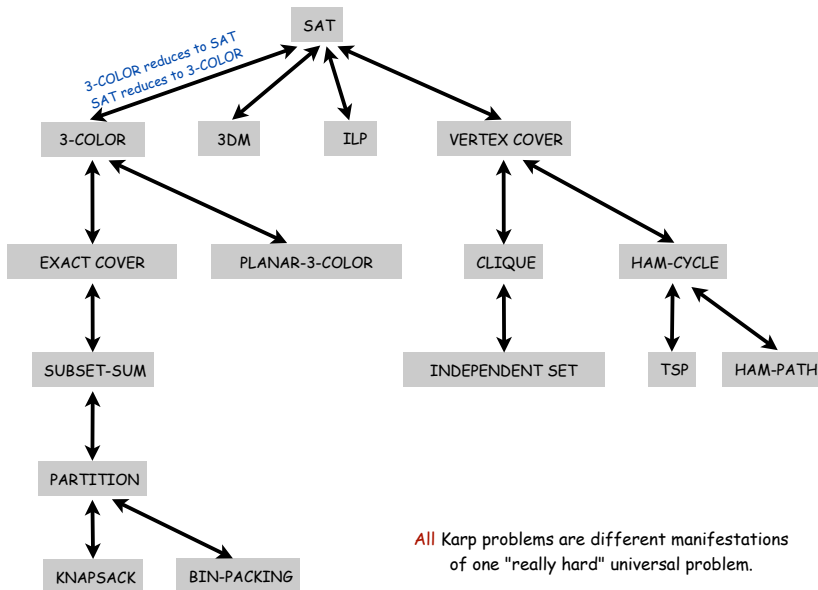 SAT
3-COLOR reduces to SAT
SAT reduces to 3-COLOR
3-COLOR
3DM
ILP
VERTEX COVER
EXACT COVER
PLANAR-3-COLOR
CLIQUE
HAM-CYCLE
SUBSET-SUM
INDEPENDENT SET
TSP
HAM-PATH
PARTITION
All Karp problems are different manifestations
of one "really hard" universal problem.
KNAPSACK
BIN-PACKING